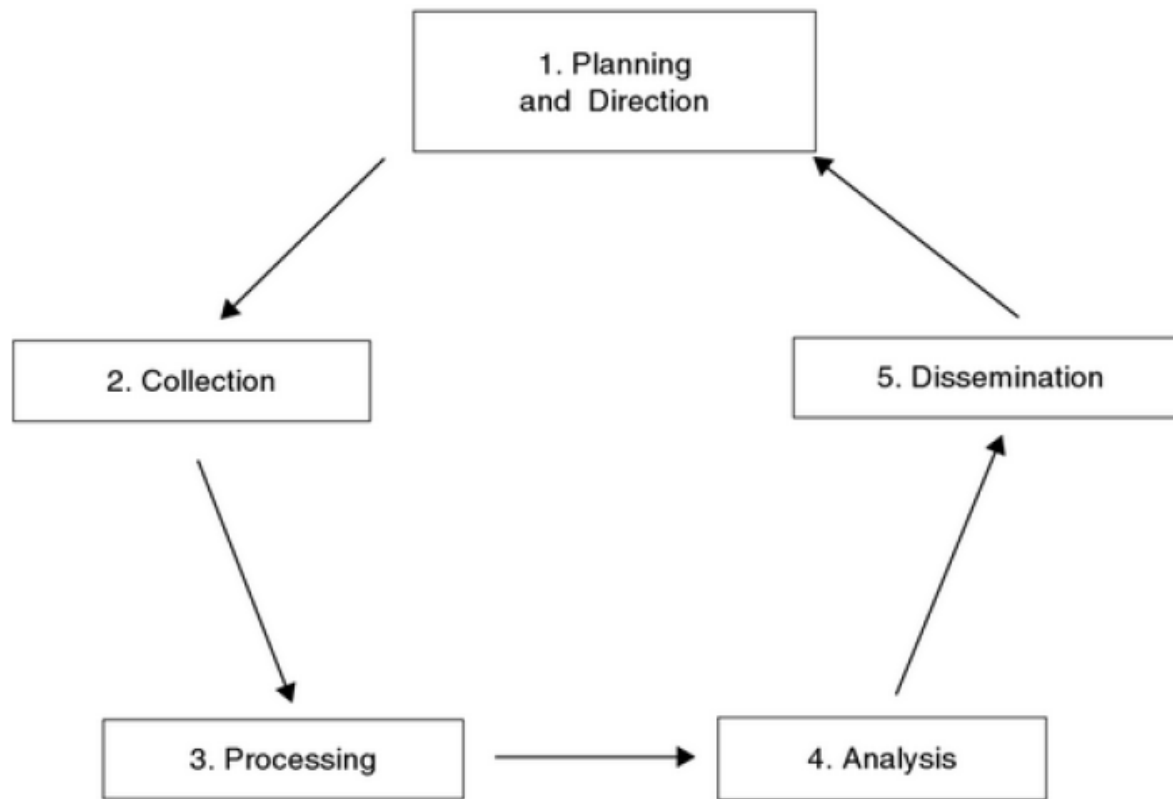 1. Planning
and Direction
2. Collection
5. Dissemination
3. Processing
4. Analysis